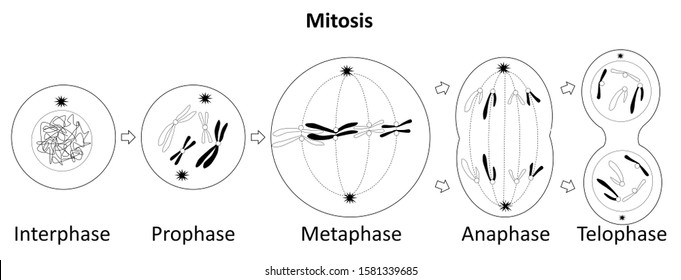 Mitosis
Interphase Prophase Metaphase Anaphase Telophase
shutterstock.com · 1581339685